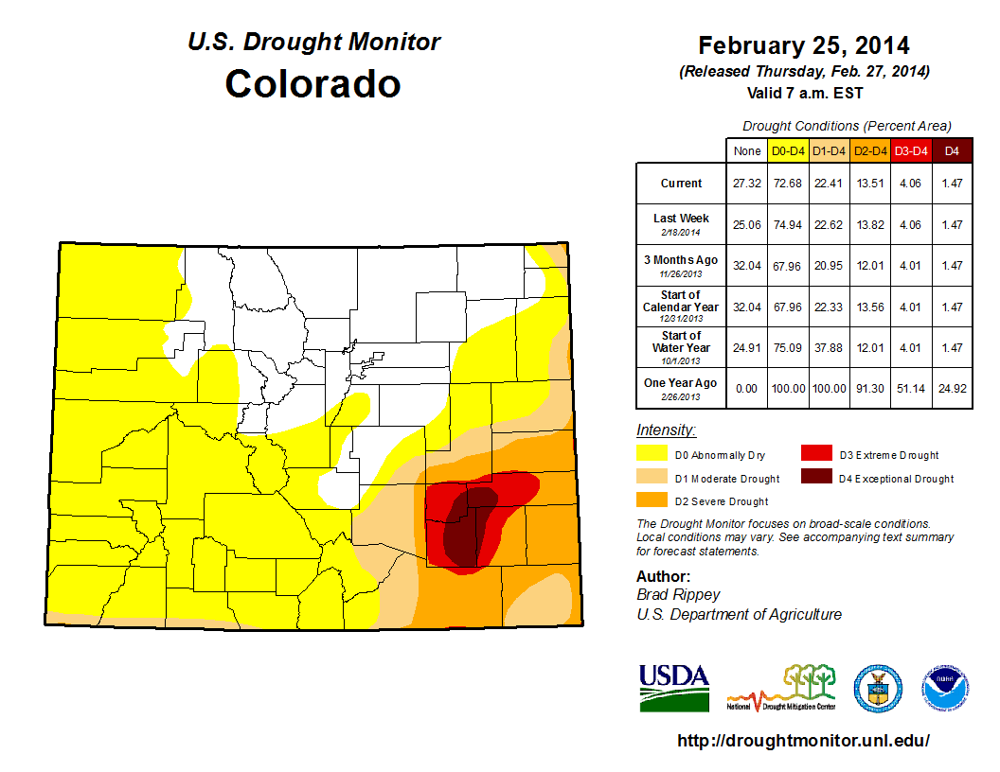 U.S. Drought Monitor
Colorado
February 25, 2014
(Released Thursday, Feb. 27, 2014)
Valid 7 a.m. EST
Drought Conditions (Percent Area)
None D0-D4 D1-D4 D2-D4 D3-D4 D4
Current 27.32 72.68 22.41 13.51 4.06 1.47
Last Week
2/18/2014 25.06 74.94 22.62 13.82 4.06 1.47
3 Months Ago
11/26/2013 32.04 67.96 20.95 12.01 4.01 1.47
Start of
Calendar Year
12/31/2013 32.04 67.96 22.33 13.56 4.01 1.47
Start of
Water Year
10/1/2013 24.91 75.09 37.88 12.01 4.01 1.47
One Year Ago
2/26/2013 0.00 100.00 100.00 91.30 51.14 24.92
Intensity:
D0 Abnormally Dry
D1 Moderate Drought
D2 Severe Drought
D3 Extreme Drought
D4 Exceptional Drought
The Drought Monitor focuses on broad-scale conditions.
Local conditions may vary. See accompanying text summary
for forecast statements.
Author:
Brad Rippey
U.S. Department of Agriculture
USDA
National Drought Mitigation Center
NOAA
http://droughtmonitor.unl.edu/